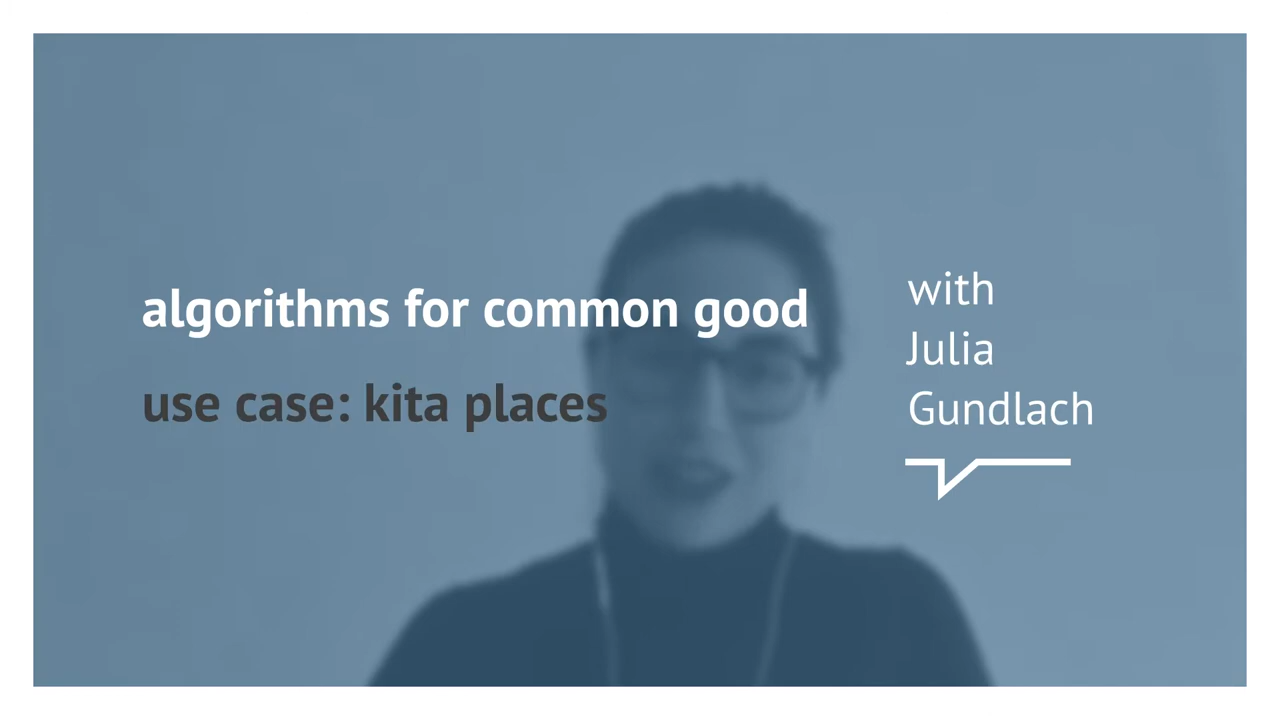 algorithms for common good
use case: kita places
with
Julia
Gundlach